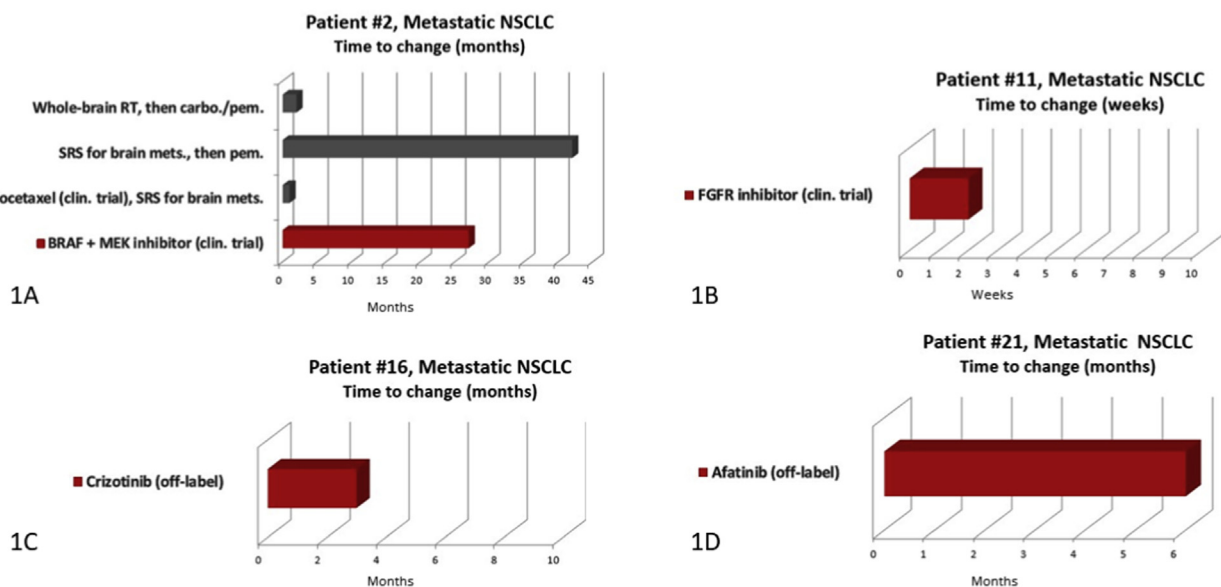 Patient #2, Metastatic NSCLC
Time to change (months)
Whole-brain RT, then carbo./pem.
SRS for brain mets., then pem.
ocetaxel (clin. trial), SRS for brain mets.
BRAF + MEK inhibitor (clin. trial)
0 5 10 15 20 25 30 35 40 45
Months
1A
Patient #11, Metastatic NSCLC
Time to change (weeks)
FGFR inhibitor (clin. trial)
0 1 2 3 4 5 6 7 8 9 10
Weeks
1B
Patient #16, Metastatic NSCLC
Time to change (months)
Crizotinib (off-label)
0 2 4 6 8 10
Months
1C
Patient #21, Metastatic NSCLC
Time to change (months)
Afatinib (off-label)
0 1 2 3 4 5 6
Months
1D